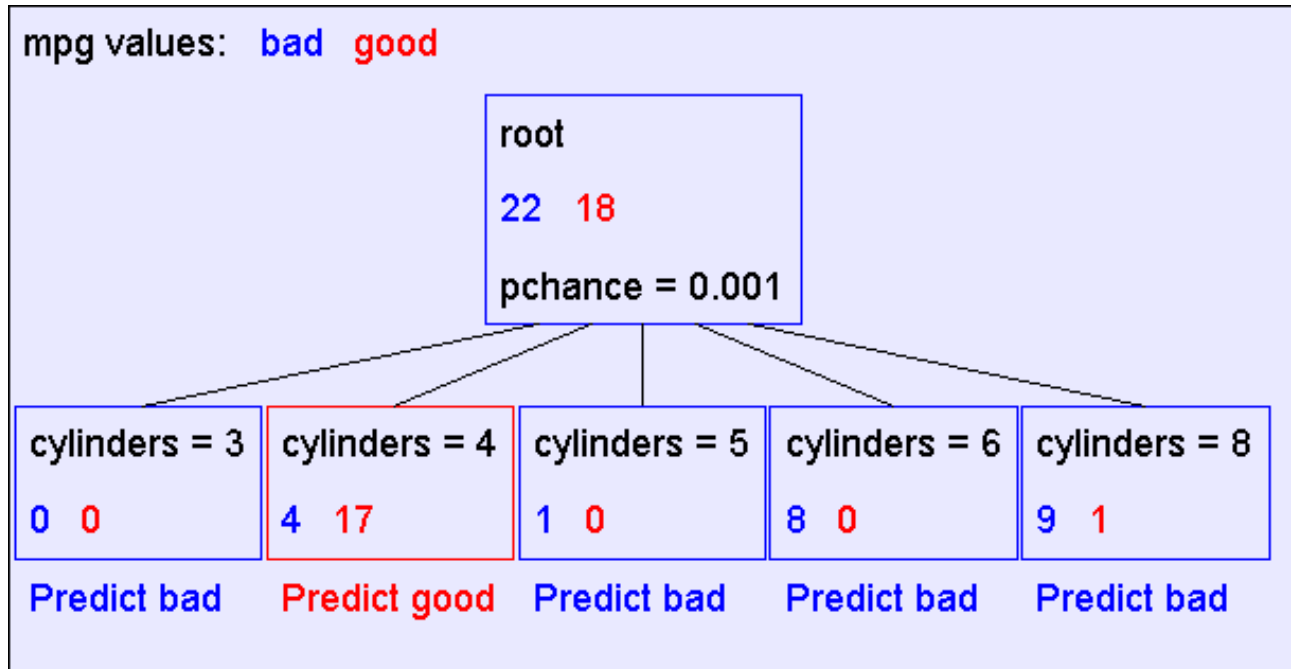 mpg values: bad good
root
22 18
pchance = 0.001
cylinders = 3 cylinders = 4 cylinders = 5 cylinders = 6 cylinders = 8
0 0 4 17 1 0 8 0 9 1
Predict bad Predict good Predict bad Predict bad Predict bad